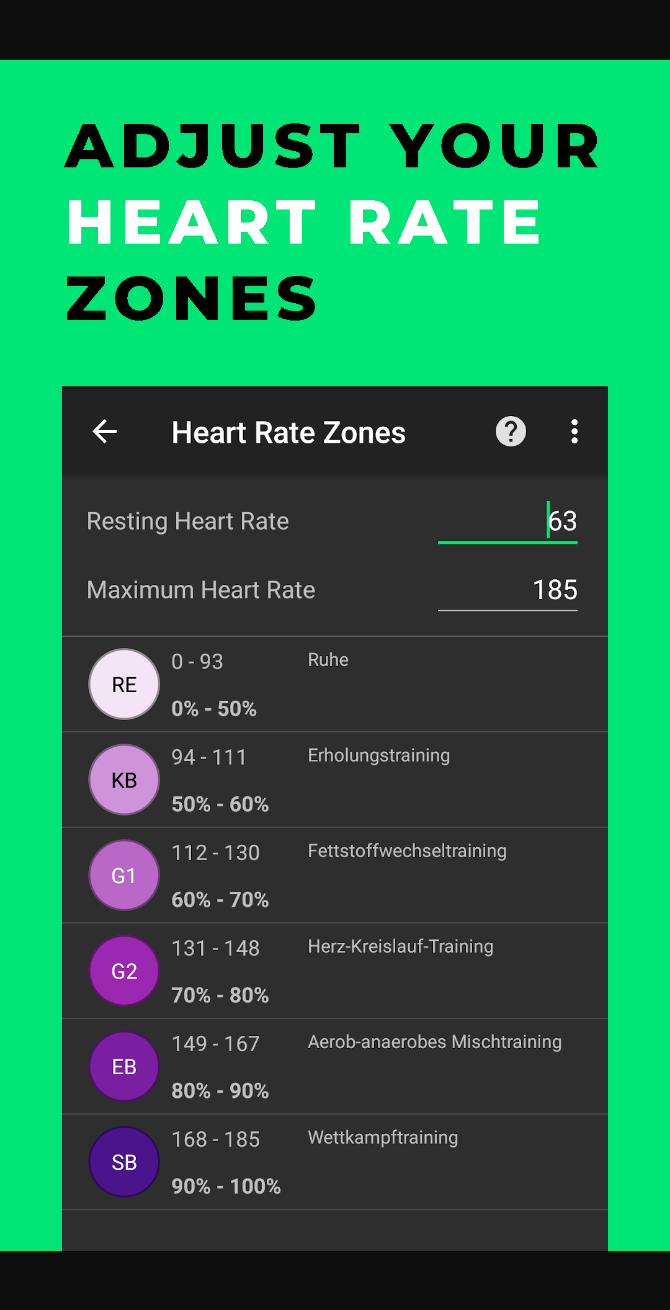 ADJUST YOUR
HEART RATE
ZONES
Heart Rate Zones
Resting Heart Rate 63
Maximum Heart Rate 185
RE 0 - 93 Ruhe
0% - 50%
KB 94 - 111 Erholungstraining
50% - 60%
G1 112 - 130 Fettstoffwechseltraining
60% - 70%
G2 131 - 148 Herz-Kreislauf-Training
70% - 80%
EB 149 - 167 Aerob-anaerobes Mischtraining
80% - 90%
SB 168 - 185 Wettkampftraining
90% - 100%